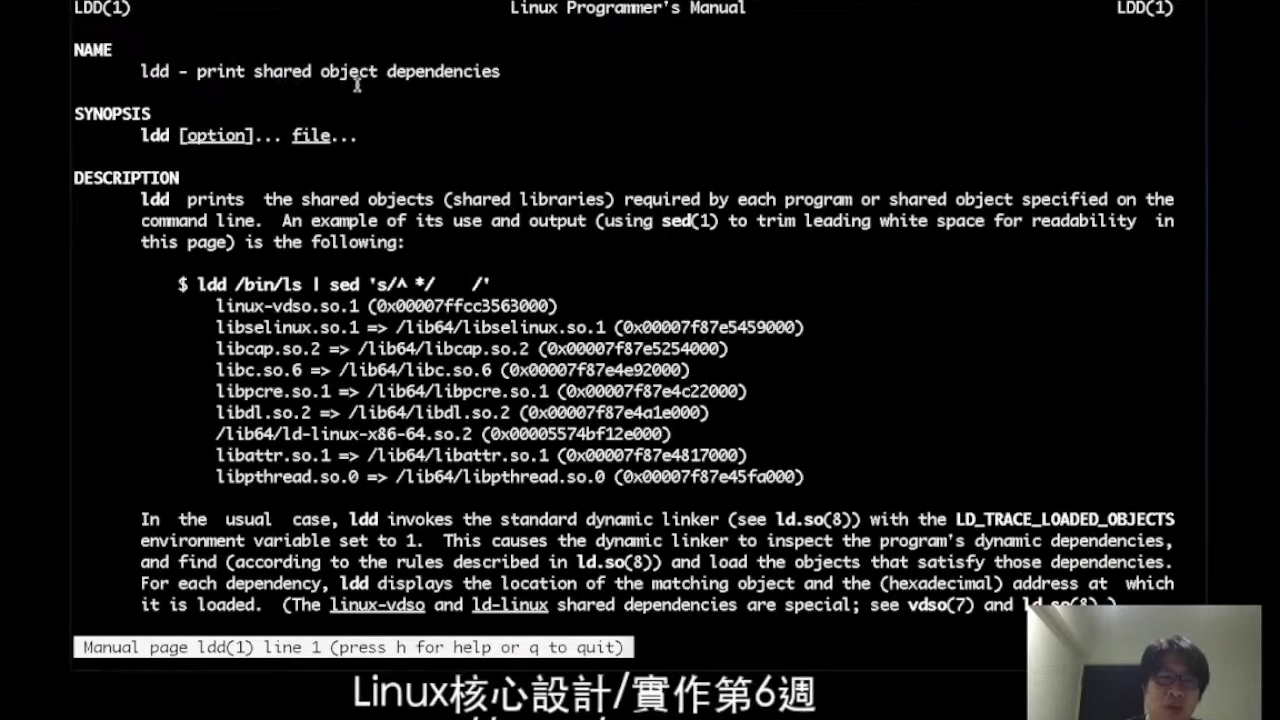 LDD(1) Linux Programmer's Manual LDD(1)
NAME
ldd - print shared object dependencies
SYNOPSIS
ldd [option]... file...
DESCRIPTION
ldd prints the shared objects (shared libraries) required by each program or shared object specified on the
command line. An example of its use and output (using sed(1) to trim leading white space for readability in
this page) is the following:
$ ldd /bin/ls | sed 's/^ */    /'
linux-vdso.so.1 (0x00007ffcc3563000)
libselinux.so.1 => /lib64/libselinux.so.1 (0x00007f87e5459000)
libcap.so.2 => /lib64/libcap.so.2 (0x00007f87e5254000)
libc.so.6 => /lib64/libc.so.6 (0x00007f87e4e92000)
libpcre.so.1 => /lib64/libpcre.so.1 (0x00007f87e4c22000)
libdl.so.2 => /lib64/libdl.so.2 (0x00007f87e4a1e000)
/lib64/ld-linux-x86-64.so.2 (0x00005574bf12e000)
libattr.so.1 => /lib64/libattr.so.1 (0x00007f87e4817000)
libpthread.so.0 => /lib64/libpthread.so.0 (0x00007f87e45fa000)
In the usual case, ldd invokes the standard dynamic linker (see ld.so(8)) with the LD_TRACE_LOADED_OBJECTS
environment variable set to 1. This causes the dynamic linker to inspect the program's dynamic dependencies,
and find (according to the rules described in ld.so(8)) and load the objects that satisfy those dependencies.
For each dependency, ldd displays the location of the matching object and the (hexadecimal) address at which
it is loaded. (The linux-vdso and ld-linux shared dependencies are special; see vdso(7) and ld.so(8).)
Manual page ldd(1) line 1 (press h for help or q to quit)
Linux核心設計/實作第6週